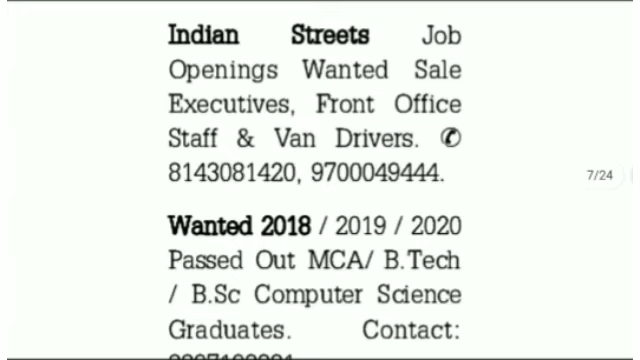 Indian Streets Job
Openings Wanted Sale
Executives, Front Office
Staff & Van Drivers. ✆
8143081420, 9700049444.
7/24
Wanted 2018 / 2019 / 2020
Passed Out MCA/ B.Tech
/ B.Sc Computer Science
Graduates. Contact: